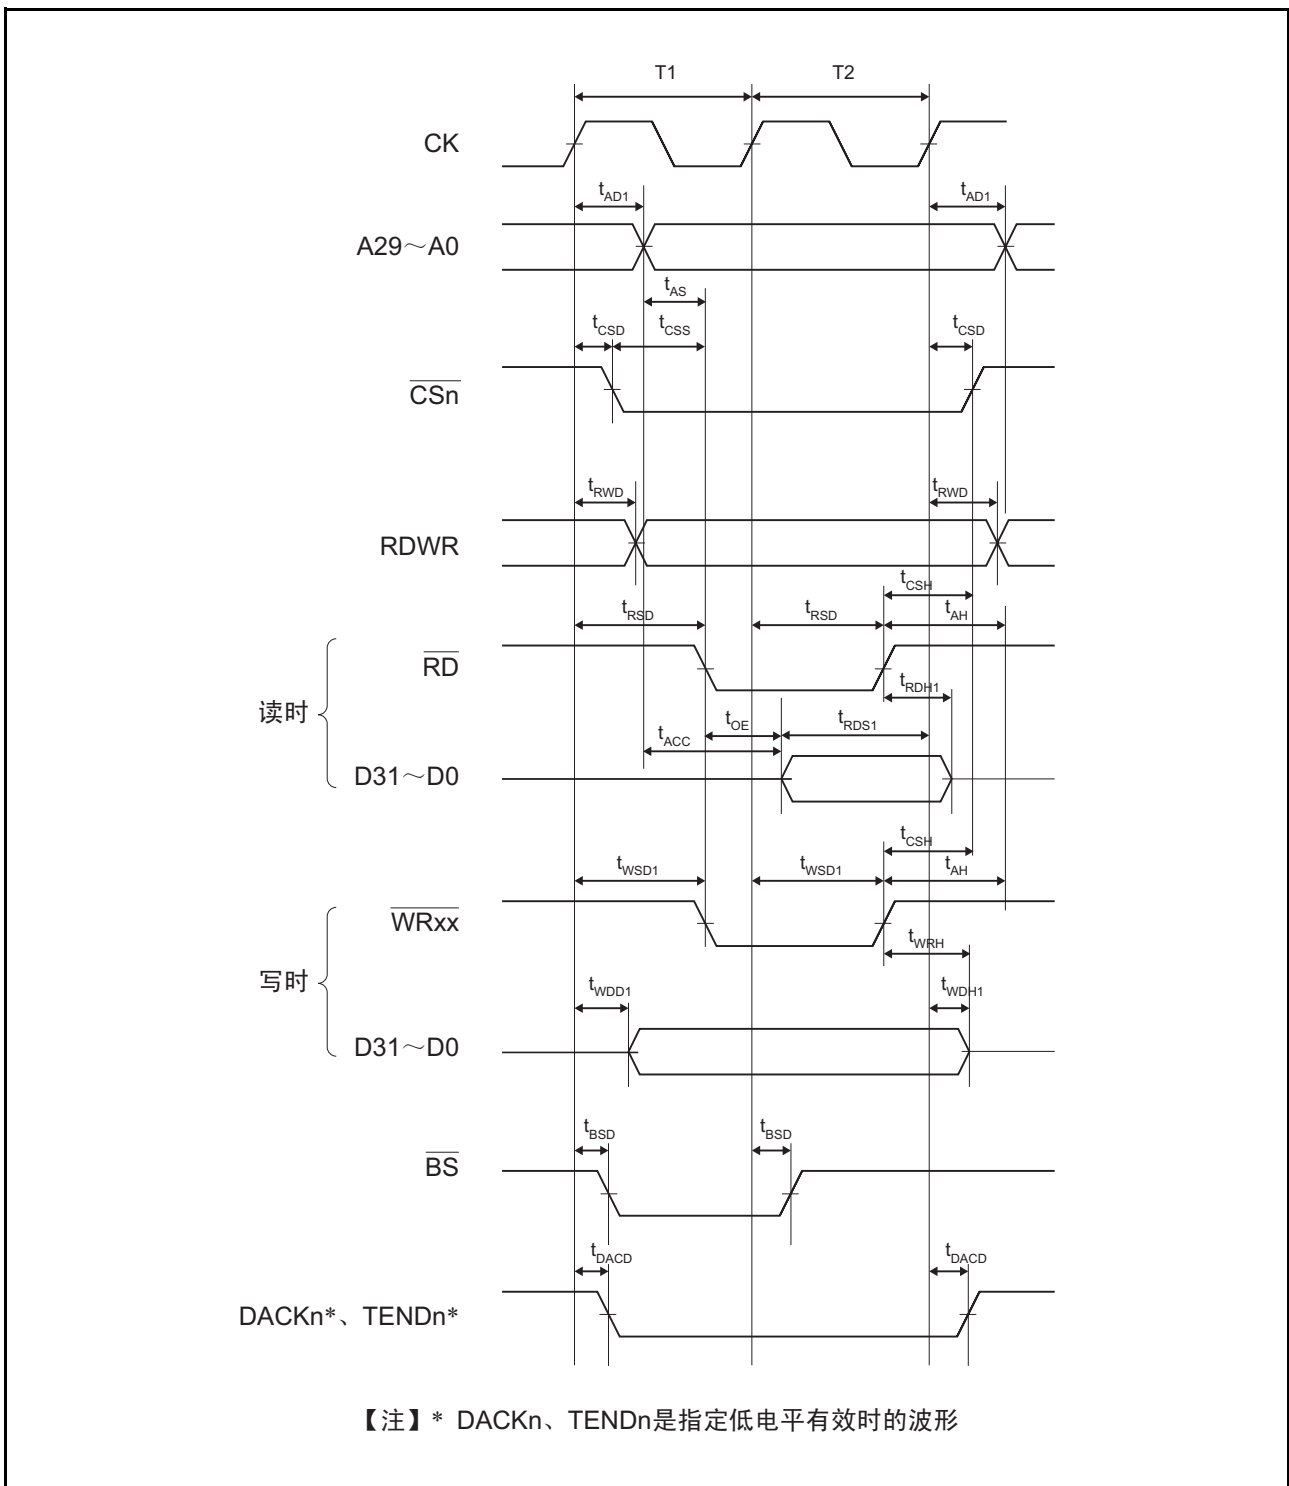 T1 T2
CK
tAD1 tAD1
A29～A0
tAS
tCSD tCSS tCSD
CSn
tRWD tRWD
RDWR
tCSH
tRSD tRSD tAH
RD
tRDH1
读时
tOE tRDS1
tACC
D31～D0
tCSH
tWSD1 tWSD1 tAH
WRxx
tWRH
写时
tWDD1 tWDH1
D31～D0
tBSD tBSD
BS
tDACD tDACD
DACKn*、TENDn*
【注】* DACKn、TENDn是指定低电平有效时的波形